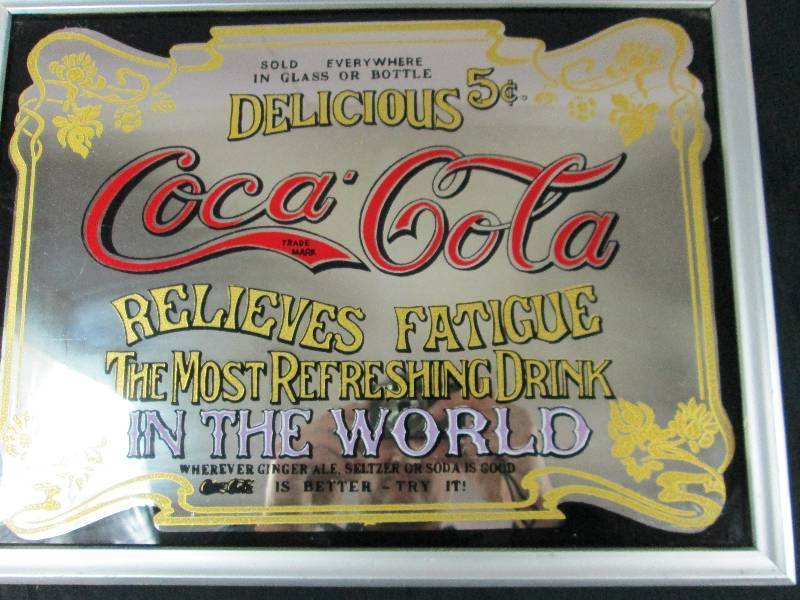 SOLD EVERYWHERE
IN GLASS OR BOTTLE
DELICIOUS 5¢.
Coca-Cola
TRADE
MARK
RELIEVES FATIGUE
THE MOST REFRESHING DRINK
IN THE WORLD
WHEREVER GINGER ALE, SELTZER OR SODA IS GOOD
Coca-Cola IS BETTER - TRY IT!